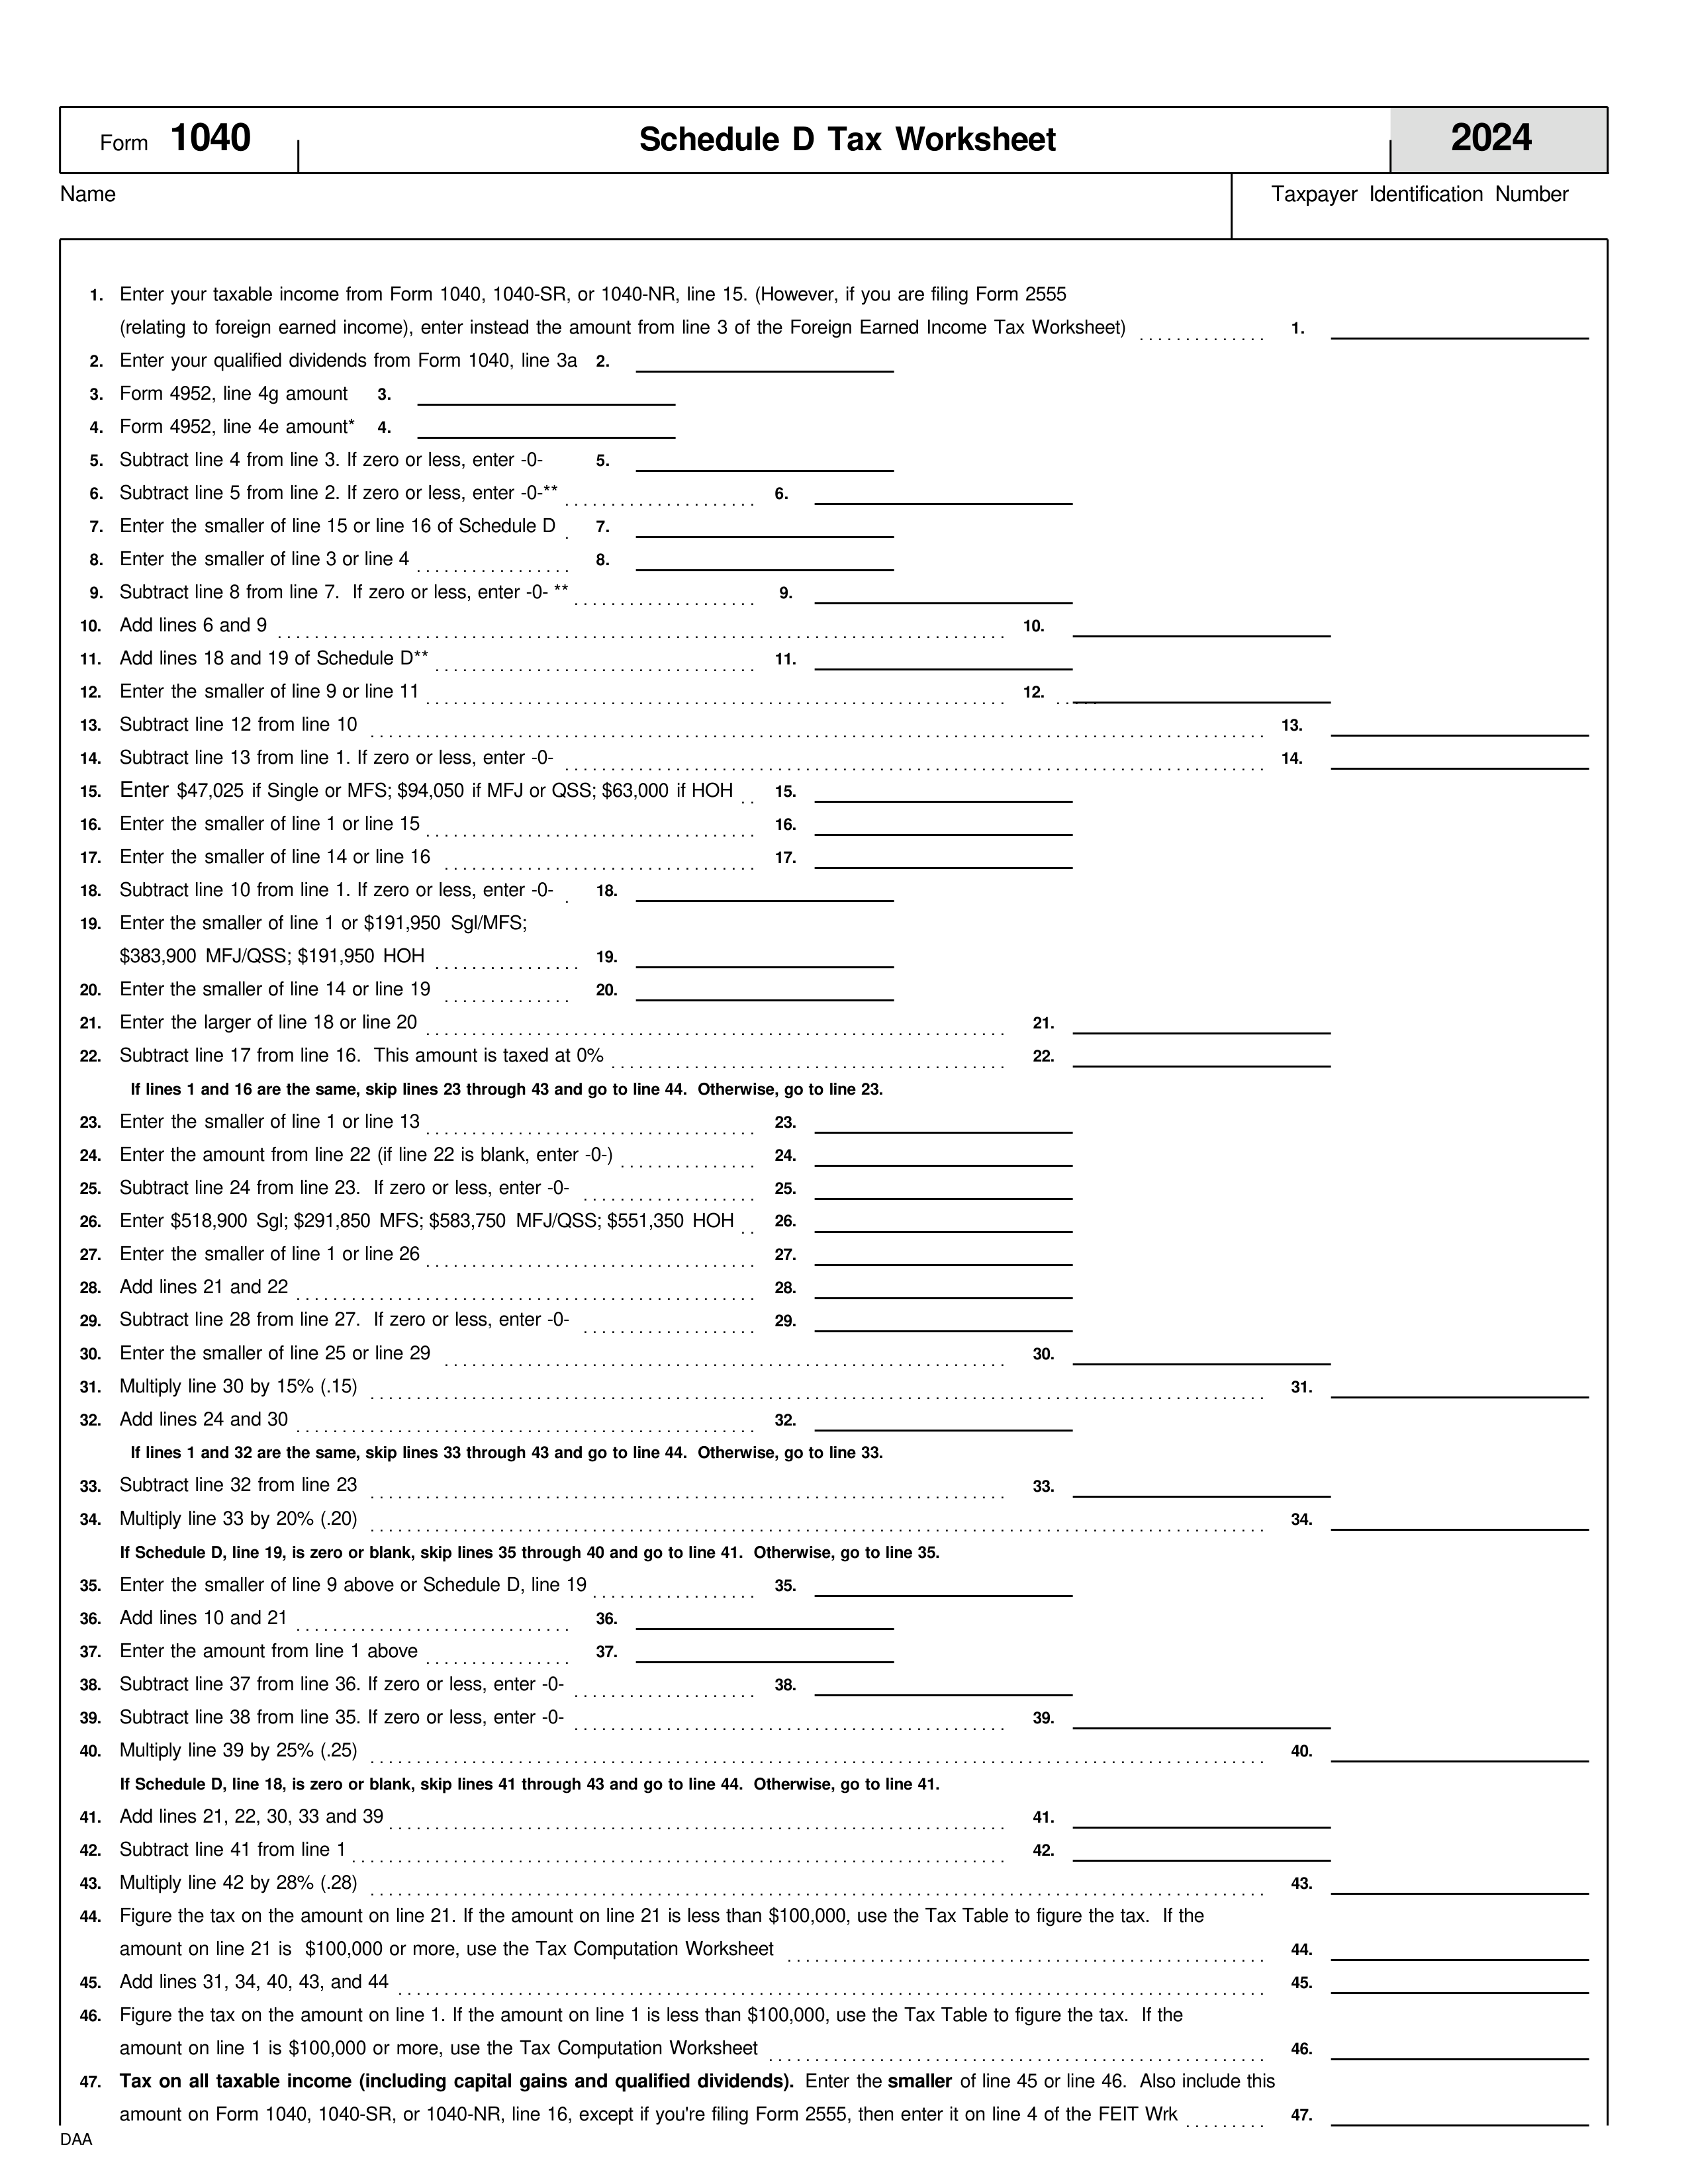 Form 1040 Schedule D Tax Worksheet 2024
Name Taxpayer Identification Number
1. Enter your taxable income from Form 1040, 1040-SR, or 1040-NR, line 15. (However, if you are filing Form 2555
(relating to foreign earned income), enter instead the amount from line 3 of the Foreign Earned Income Tax Worksheet) 1.
2. Enter your qualified dividends from Form 1040, line 3a 2.
3. Form 4952, line 4g amount 3.
4. Form 4952, line 4e amount* 4.
5. Subtract line 4 from line 3. If zero or less, enter -0- 5.
6. Subtract line 5 from line 2. If zero or less, enter -0-** 6.
7. Enter the smaller of line 15 or line 16 of Schedule D 7.
8. Enter the smaller of line 3 or line 4 8.
9. Subtract line 8 from line 7. If zero or less, enter -0- ** 9.
10. Add lines 6 and 9 10.
11. Add lines 18 and 19 of Schedule D** 11.
12. Enter the smaller of line 9 or line 11 12.
13. Subtract line 12 from line 10 13.
14. Subtract line 13 from line 1. If zero or less, enter -0- 14.
15. Enter $47,025 if Single or MFS; $94,050 if MFJ or QSS; $63,000 if HOH 15.
16. Enter the smaller of line 1 or line 15 16.
17. Enter the smaller of line 14 or line 16 17.
18. Subtract line 10 from line 1. If zero or less, enter -0- 18.
19. Enter the smaller of line 1 or $191,950 Sgl/MFS;
$383,900 MFJ/QSS; $191,950 HOH 19.
20. Enter the smaller of line 14 or line 19 20.
21. Enter the larger of line 18 or line 20 21.
22. Subtract line 17 from line 16. This amount is taxed at 0% 22.
If lines 1 and 16 are the same, skip lines 23 through 43 and go to line 44. Otherwise, go to line 23.
23. Enter the smaller of line 1 or line 13 23.
24. Enter the amount from line 22 (if line 22 is blank, enter -0-) 24.
25. Subtract line 24 from line 23. If zero or less, enter -0- 25.
26. Enter $518,900 Sgl; $291,850 MFS; $583,750 MFJ/QSS; $551,350 HOH 26.
27. Enter the smaller of line 1 or line 26 27.
28. Add lines 21 and 22 28.
29. Subtract line 28 from line 27. If zero or less, enter -0- 29.
30. Enter the smaller of line 25 or line 29 30.
31. Multiply line 30 by 15% (.15) 31.
32. Add lines 24 and 30 32.
If lines 1 and 32 are the same, skip lines 33 through 43 and go to line 44. Otherwise, go to line 33.
33. Subtract line 32 from line 23 33.
34. Multiply line 33 by 20% (.20) 34.
If Schedule D, line 19, is zero or blank, skip lines 35 through 40 and go to line 41. Otherwise, go to line 35.
35. Enter the smaller of line 9 above or Schedule D, line 19 35.
36. Add lines 10 and 21 36.
37. Enter the amount from line 1 above 37.
38. Subtract line 37 from line 36. If zero or less, enter -0- 38.
39. Subtract line 38 from line 35. If zero or less, enter -0- 39.
40. Multiply line 39 by 25% (.25) 40.
If Schedule D, line 18, is zero or blank, skip lines 41 through 43 and go to line 44. Otherwise, go to line 41.
41. Add lines 21, 22, 30, 33 and 39 41.
42. Subtract line 41 from line 1 42.
43. Multiply line 42 by 28% (.28) 43.
44. Figure the tax on the amount on line 21. If the amount on line 21 is less than $100,000, use the Tax Table to figure the tax. If the
amount on line 21 is $100,000 or more, use the Tax Computation Worksheet 44.
45. Add lines 31, 34, 40, 43, and 44 45.
46. Figure the tax on the amount on line 1. If the amount on line 1 is less than $100,000, use the Tax Table to figure the tax. If the
amount on line 1 is $100,000 or more, use the Tax Computation Worksheet 46.
47. Tax on all taxable income (including capital gains and qualified dividends). Enter the smaller of line 45 or line 46. Also include this
amount on Form 1040, 1040-SR, or 1040-NR, line 16, except if you're filing Form 2555, then enter it on line 4 of the FEIT Wrk 47.
DAA